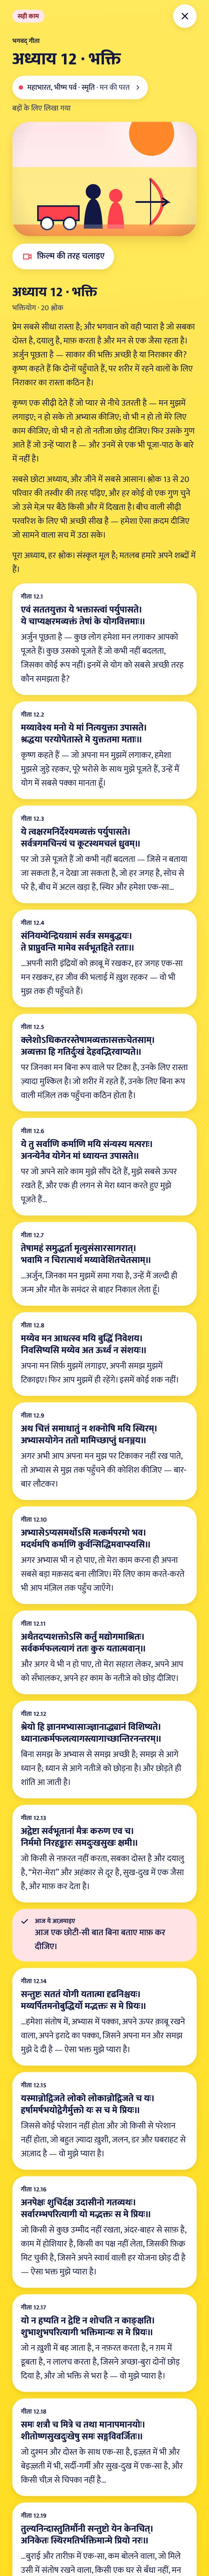 सही काम
भगवद् गीता
अध्याय 12 · भक्ति
महाभारत, भीष्म पर्व · स्मृति · मन की परत
बड़ों के लिए लिखा गया
फ़िल्म की तरह चलाइए
अध्याय 12 · भक्ति
भक्तियोग · 20 श्लोक
प्रेम सबसे सीधा रास्ता है; और भगवान को वही प्यारा है जो सबका
दोस्त है, दयालु है, माफ़ करता है और मन से एक जैसा रहता है।
अर्जुन पूछता है — साकार की भक्ति अच्छी है या निराकार की?
कृष्ण कहते हैं कि दोनों पहुँचाते हैं, पर शरीर में रहने वालों के लिए
निराकार का रास्ता कठिन है।
कृष्ण एक सीढ़ी देते हैं जो प्यार से नीचे उतरती है — मन मुझमें
लगाइए; न हो सके तो अभ्यास कीजिए; वो भी न हो तो मेरे लिए
काम कीजिए; वो भी न हो तो नतीजा छोड़ दीजिए। फिर उसके गुण
आते हैं जो उन्हें प्यारा है — और उनमें से एक भी पूजा-पाठ के बारे
में नहीं है।
सबसे छोटा अध्याय, और जीने में सबसे आसान। श्लोक 13 से 20
परिवार की तस्वीर की तरह पढ़िए, और हर कोई वो एक गुण चुने
जो उसे मेज़ पर बैठे किसी और में दिखता है। बीच वाली सीढ़ी
परवरिश के लिए भी अच्छी सीख है — हमेशा ऐसा क़दम दीजिए
जो सामने वाला सच में उठा सके।
पूरा अध्याय, हर श्लोक। संस्कृत मूल है; मतलब हमारे अपने शब्दों में
है।
गीता 12.1
एवं सततयुक्ता ये भक्तास्त्वां पर्युपासते।
ये चाप्यक्षरमव्यक्तं तेषां के योगवित्तमाः॥
अर्जुन पूछता है — कुछ लोग हमेशा मन लगाकर आपको
पूजते हैं। कुछ उसको पूजते हैं जो कभी नहीं बदलता,
जिसका कोई रूप नहीं। इनमें से योग को सबसे अच्छी तरह
कौन समझता है?
गीता 12.2
मय्यावेश्य मनो ये मां नित्ययुक्ता उपासते।
श्रद्धया परयोपेतास्ते मे युक्ततमा मताः॥
कृष्ण कहते हैं — जो अपना मन मुझमें लगाकर, हमेशा
मुझसे जुड़े रहकर, पूरे भरोसे के साथ मुझे पूजते हैं, उन्हें मैं
योग में सबसे पक्का मानता हूँ।
गीता 12.3
ये त्वक्षरमनिर्देश्यमव्यक्तं पर्युपासते।
सर्वत्रगमचिन्त्यं च कूटस्थमचलं ध्रुवम्॥
पर जो उसे पूजते हैं जो कभी नहीं बदलता — जिसे न बताया
जा सकता है, न देखा जा सकता है, जो हर जगह है, सोच से
परे है, बीच में अटल खड़ा है, स्थिर और हमेशा एक-सा...
गीता 12.4
संनियम्येन्द्रियग्रामं सर्वत्र समबुद्धयः।
ते प्राप्नुवन्ति मामेव सर्वभूतहिते रताः॥
...अपनी सारी इंद्रियों को क़ाबू में रखकर, हर जगह एक-सा
मन रखकर, हर जीव की भलाई में ख़ुश रहकर — वो भी
मुझ तक ही पहुँचते हैं।
गीता 12.5
क्लेशोऽधिकतरस्तेषामव्यक्तासक्तचेतसाम्।
अव्यक्ता हि गतिर्दुःखं देहवद्भिरवाप्यते॥
पर जिनका मन बिना रूप वाले पर टिका है, उनके लिए रास्ता
ज़्यादा मुश्किल है। जो शरीर में रहते हैं, उनके लिए बिना रूप
वाली मंज़िल तक पहुँचना कठिन होता है।
गीता 12.6
ये तु सर्वाणि कर्माणि मयि संन्यस्य मत्पराः।
अनन्येनैव योगेन मां ध्यायन्त उपासते॥
पर जो अपने सारे काम मुझे सौंप देते हैं, मुझे सबसे ऊपर
रखते हैं, और एक ही लगन से मेरा ध्यान करते हुए मुझे
पूजते हैं...
गीता 12.7
तेषामहं समुद्धर्ता मृत्युसंसारसागरात्।
भवामि न चिरात्पार्थ मय्यावेशितचेतसाम्॥
...अर्जुन, जिनका मन मुझमें समा गया है, उन्हें मैं जल्दी ही
जन्म और मौत के समंदर से बाहर निकाल लेता हूँ।
गीता 12.8
मय्येव मन आधत्स्व मयि बुद्धिं निवेशय।
निवसिष्यसि मय्येव अत ऊर्ध्वं न संशयः॥
अपना मन सिर्फ़ मुझमें लगाइए, अपनी समझ मुझमें
टिकाइए। फिर आप मुझमें ही रहेंगे। इसमें कोई शक नहीं।
गीता 12.9
अथ चित्तं समाधातुं न शक्नोषि मयि स्थिरम्।
अभ्यासयोगेन ततो मामिच्छाप्तुं धनञ्जय॥
अगर अभी आप अपना मन मुझ पर टिकाकर नहीं रख पाते,
तो अभ्यास से मुझ तक पहुँचने की कोशिश कीजिए — बार-
बार लौटकर।
गीता 12.10
अभ्यासेऽप्यसमर्थोऽसि मत्कर्मपरमो भव।
मदर्थमपि कर्माणि कुर्वन्सिद्धिमवाप्स्यसि॥
अगर अभ्यास भी न हो पाए, तो मेरा काम करना ही अपना
सबसे बड़ा मक़सद बना लीजिए। मेरे लिए काम करते-करते
भी आप मंज़िल तक पहुँच जाएँगे।
गीता 12.11
अथैतदप्यशक्तोऽसि कर्तुं मद्योगमाश्रितः।
सर्वकर्मफलत्यागं ततः कुरु यतात्मवान्॥
और अगर ये भी न हो पाए, तो मेरा सहारा लेकर, अपने आप
को सँभालकर, अपने हर काम के नतीजे को छोड़ दीजिए।
गीता 12.12
श्रेयो हि ज्ञानमभ्यासाज्ज्ञानाद्ध्यानं विशिष्यते।
ध्यानात्कर्मफलत्यागस्त्यागाच्छान्तिरनन्तरम्॥
बिना समझ के अभ्यास से समझ अच्छी है; समझ से आगे
ध्यान है; ध्यान से आगे नतीजे को छोड़ना है। और छोड़ते ही
शांति आ जाती है।
गीता 12.13
अद्वेष्टा सर्वभूतानां मैत्रः करुण एव च।
निर्ममो निरहङ्कारः समदुःखसुखः क्षमी॥
जो किसी से नफ़रत नहीं करता, सबका दोस्त है और दयालु
है, “मेरा-मेरा” और अहंकार से दूर है, सुख-दुख में एक जैसा
है, और माफ़ कर देता है।
आज ये आज़माइए
आज एक छोटी-सी बात बिना बताए माफ़ कर
दीजिए।
गीता 12.14
सन्तुष्टः सततं योगी यतात्मा दृढनिश्चयः।
मय्यर्पितमनोबुद्धिर्यो मद्भक्तः स मे प्रियः॥
...हमेशा संतोष में, अभ्यास में पक्का, अपने ऊपर क़ाबू रखने
वाला, अपने इरादे का पक्का, जिसने अपना मन और समझ
मुझे दे दी है — ऐसा भक्त मुझे प्यारा है।
गीता 12.15
यस्मान्नोद्विजते लोको लोकान्नोद्विजते च यः।
हर्षामर्षभयोद्वेगैर्मुक्तो यः स च मे प्रियः॥
जिससे कोई परेशान नहीं होता और जो किसी से परेशान
नहीं होता, जो बहुत ज़्यादा ख़ुशी, जलन, डर और घबराहट से
आज़ाद है — वो मुझे प्यारा है।
गीता 12.16
अनपेक्षः शुचिर्दक्ष उदासीनो गतव्यथः।
सर्वारम्भपरित्यागी यो मद्भक्तः स मे प्रियः॥
जो किसी से कुछ उम्मीद नहीं रखता, अंदर-बाहर से साफ़ है,
काम में होशियार है, किसी का पक्ष नहीं लेता, जिसकी फ़िक्र
मिट चुकी है, जिसने अपने स्वार्थ वाली हर योजना छोड़ दी है
— ऐसा भक्त मुझे प्यारा है।
गीता 12.17
यो न हृष्यति न द्वेष्टि न शोचति न काङ्क्षति।
शुभाशुभपरित्यागी भक्तिमान्यः स मे प्रियः॥
जो न ख़ुशी में बह जाता है, न नफ़रत करता है, न ग़म में
डूबता है, न लालच करता है, जिसने अच्छा-बुरा दोनों छोड़
दिया है, और जो भक्ति से भरा है — वो मुझे प्यारा है।
गीता 12.18
समः शत्रौ च मित्रे च तथा मानापमानयोः।
शीतोष्णसुखदुःखेषु समः सङ्गविवर्जितः॥
जो दुश्मन और दोस्त के साथ एक-सा है, इज़्ज़त में भी और
बेइज़्ज़ती में भी, सर्दी-गर्मी और सुख-दुख में एक-सा है, और
किसी चीज़ से चिपका नहीं है...
गीता 12.19
तुल्यनिन्दास्तुतिर्मौनी सन्तुष्टो येन केनचित्।
अनिकेतः स्थिरमतिर्भक्तिमान्मे प्रियो नरः॥
...बुराई और तारीफ़ में एक-सा, कम बोलने वाला, जो मिले
उसी में संतोष रखने वाला, किसी एक घर से बँधा नहीं, मन